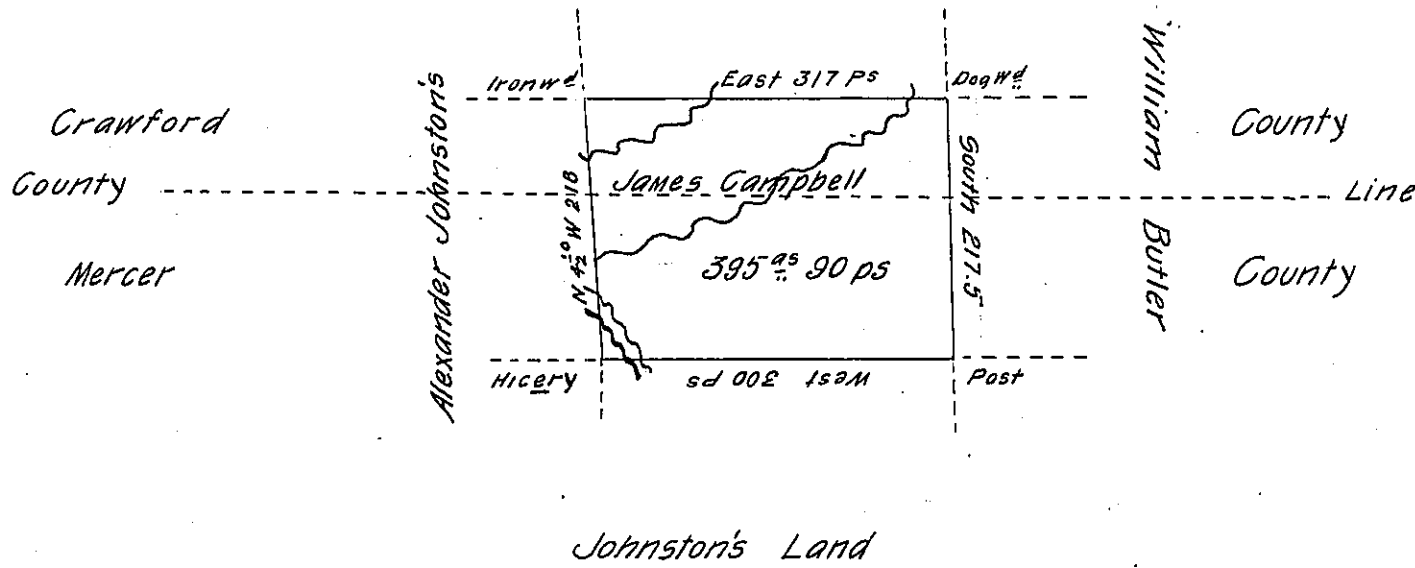 Ironwd
East 317 Ps
Dogwd
Crawford
County
County
James Campbell
Line
Mercer
395 as 90 ps
County
Alexander Johnston's
N 4½° W 218
South 217.5
William Butler
Hicery
West 300 ps
Post
Johnston's Land